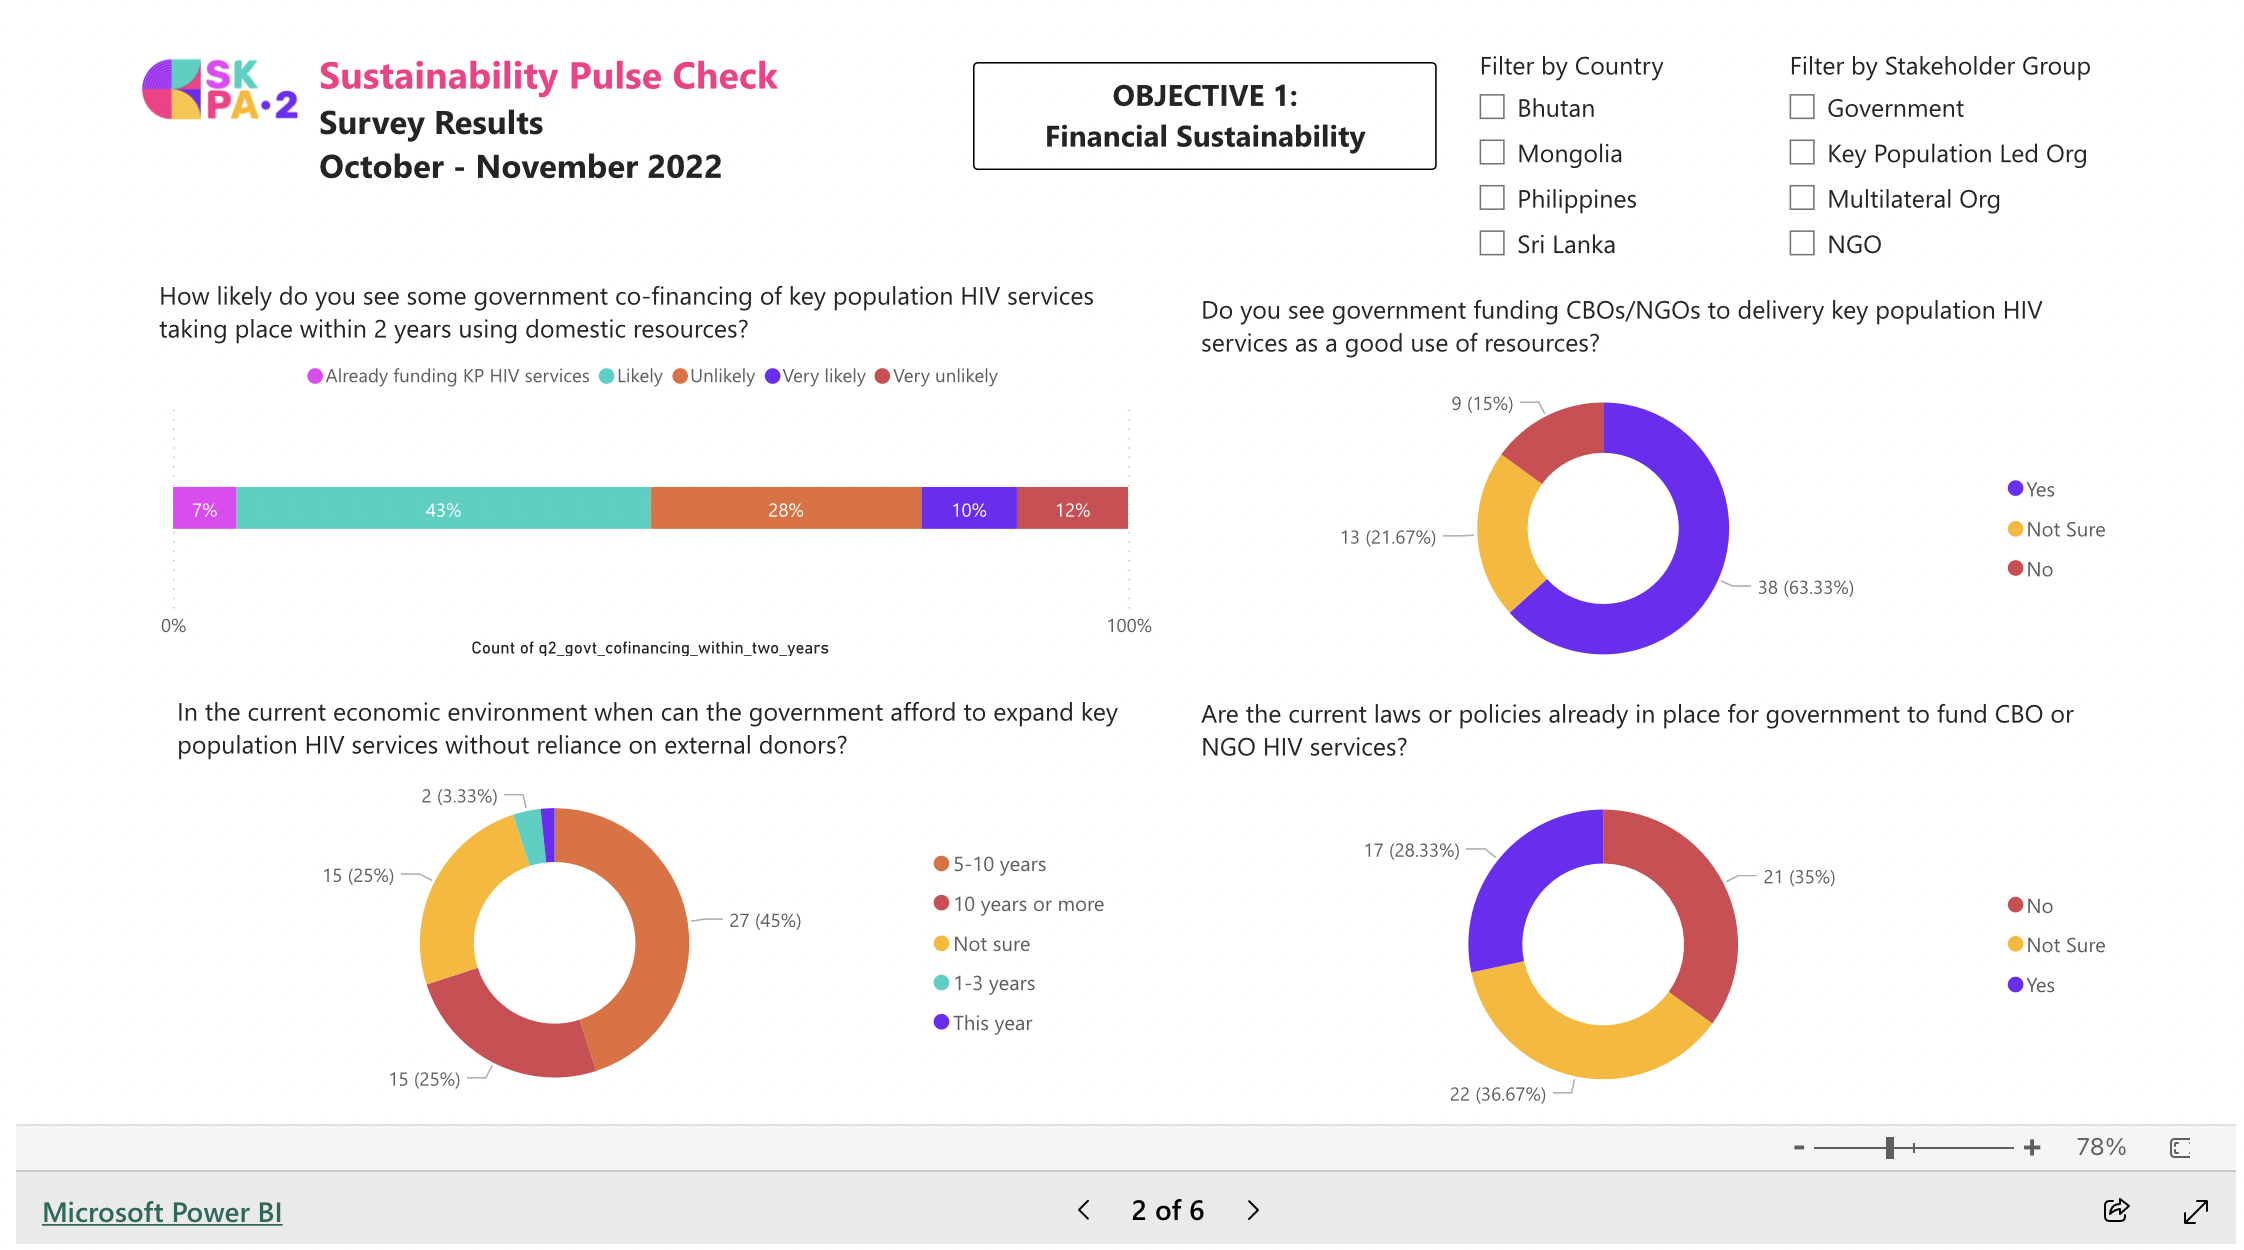 SK
PA·2
Sustainability Pulse Check
Survey Results
October - November 2022
OBJECTIVE 1:
Financial Sustainability
Filter by Country
Bhutan
Mongolia
Philippines
Sri Lanka
Filter by Stakeholder Group
Government
Key Population Led Org
Multilateral Org
NGO
How likely do you see some government co-financing of key population HIV services
taking place within 2 years using domestic resources?
Already funding KP HIV services Likely Unlikely Very likely Very unlikely
7% 43% 28% 10% 12%
0% 100%
Count of q2_govt_cofinancing_within_two_years
Do you see government funding CBOs/NGOs to delivery key population HIV
services as a good use of resources?
9 (15%)
13 (21.67%)
38 (63.33%)
Yes
Not Sure
No
In the current economic environment when can the government afford to expand key
population HIV services without reliance on external donors?
2 (3.33%)
15 (25%)
27 (45%)
15 (25%)
5-10 years
10 years or more
Not sure
1-3 years
This year
Are the current laws or policies already in place for government to fund CBO or
NGO HIV services?
17 (28.33%)
21 (35%)
22 (36.67%)
No
Not Sure
Yes
- + 78%
Microsoft Power BI
2 of 6